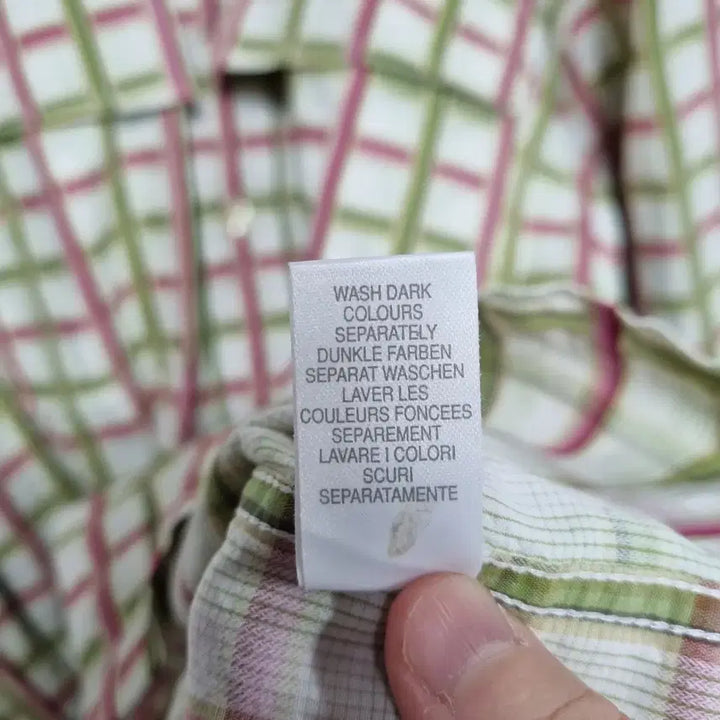 WASH DARK
COLOURS
SEPARATELY
DUNKLE FARBEN
SEPARAT WASCHEN
LAVER LES
COULEURS FONCEES
SEPAREMENT
LAVARE I COLORI
SCURI
SEPARATAMENTE